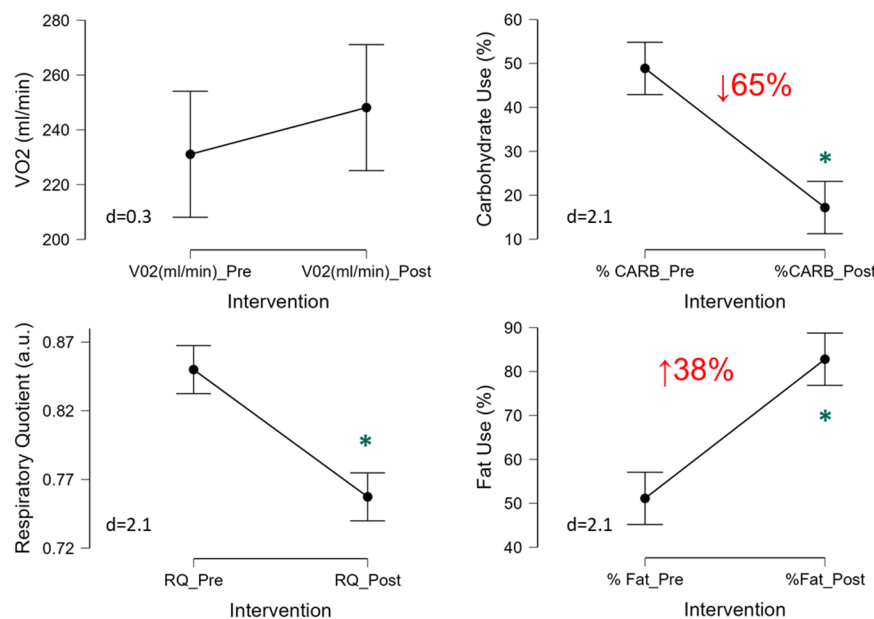 VO2 (ml/min)
280
260
240
220
200
d=0.3
V02(ml/min)_Pre
V02(ml/min)_Post
Intervention
Carbohydrate Use (%)
60
50
40
30
20
10
↓65%
*
d=2.1
% CARB_Pre
%CARB_Post
Intervention
Respiratory Quotient (a.u.)
0.87
0.82
0.77
0.72
*
d=2.1
RQ_Pre
RQ_Post
Intervention
Fat Use (%)
90
80
70
60
50
40
↑38%
*
d=2.1
% Fat_Pre
%Fat_Post
Intervention